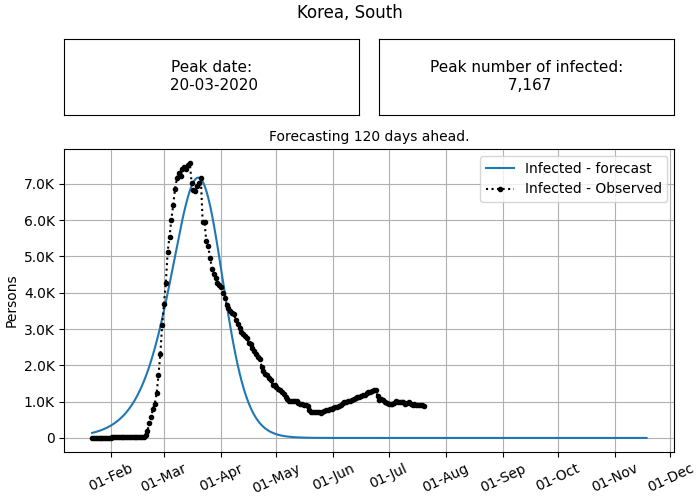 Korea, South
Peak date:
20-03-2020
Peak number of infected:
7,167
Forecasting 120 days ahead.
Infected - forecast
Infected - Observed
Persons
7.0K
6.0K
5.0K
4.0K
3.0K
2.0K
1.0K
0
01-Feb
01-Mar
01-Apr
01-May
01-Jun
01-Jul
01-Aug
01-Sep
01-Oct
01-Nov
01-Dec